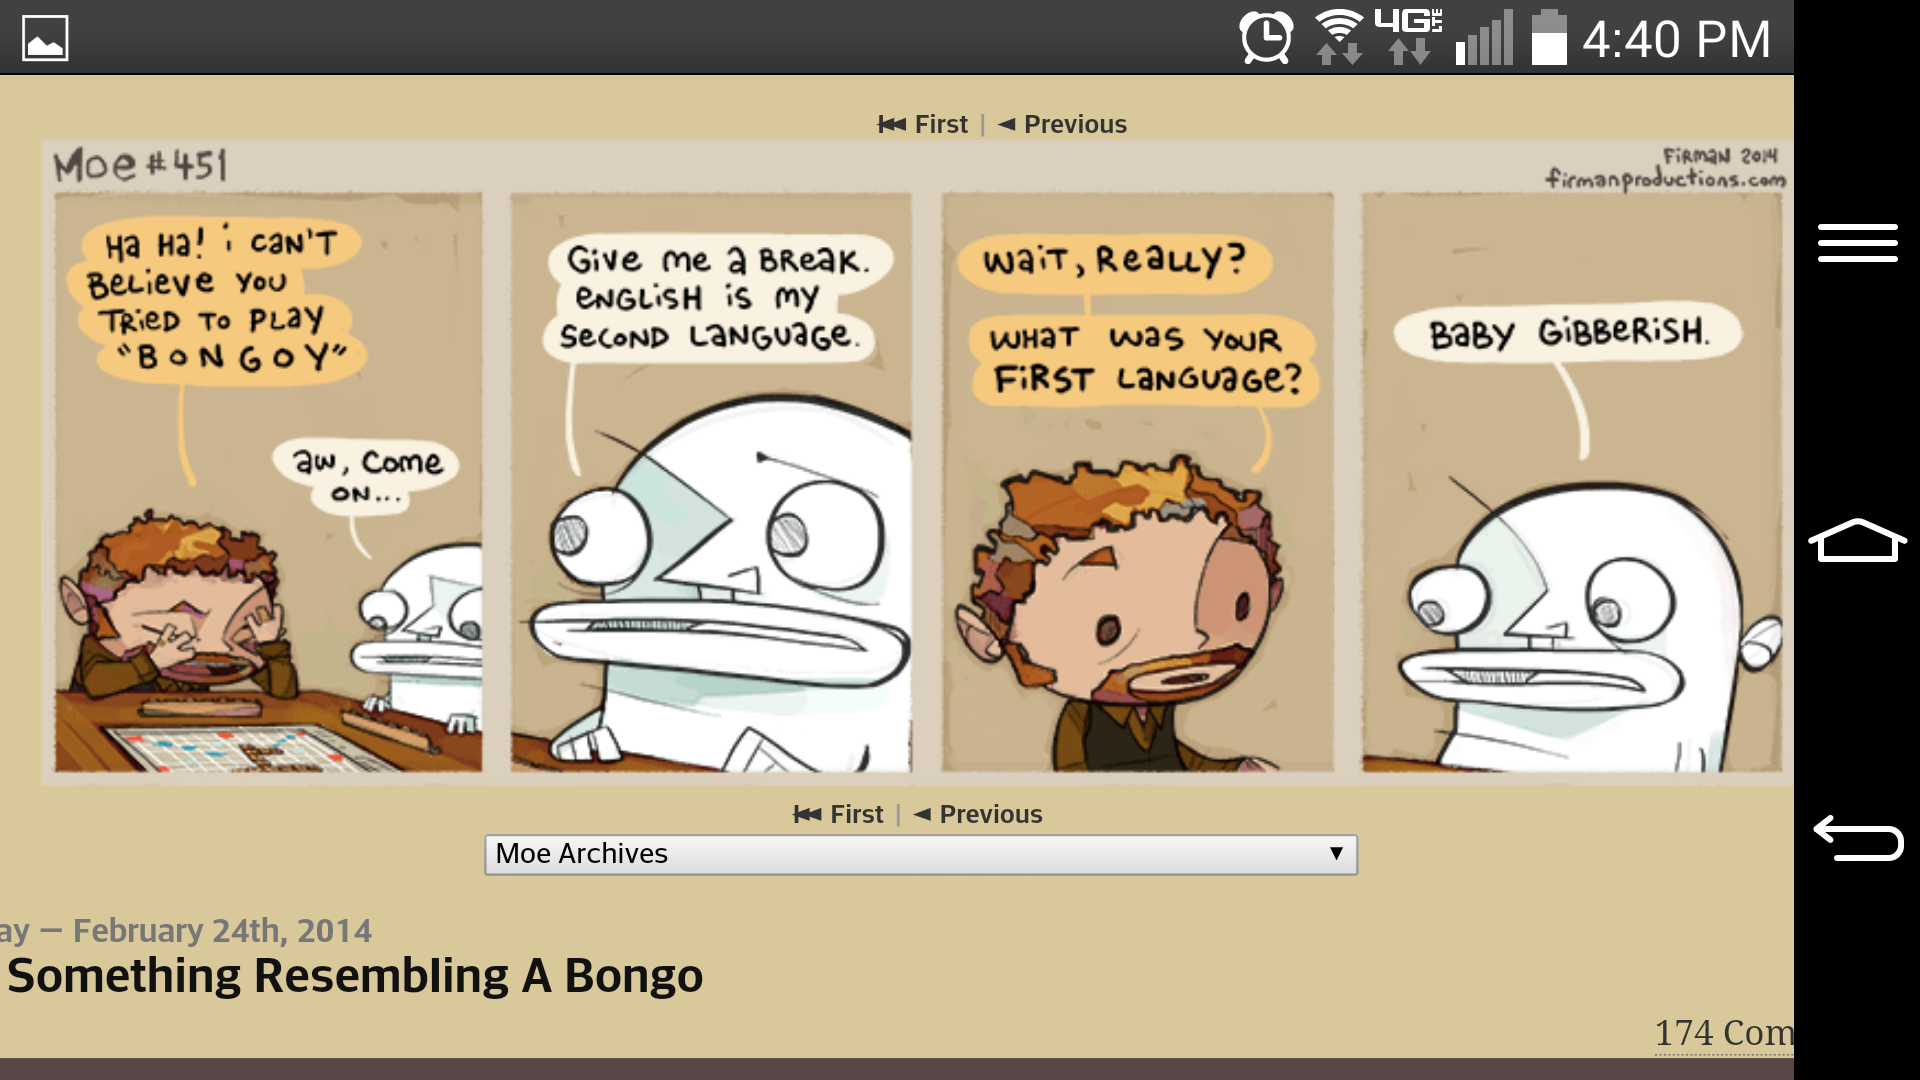 4G LTE 4:40 PM
First | Previous
Moe #451
FiRMaN 2014
firmanproductions.com
Ha Ha! i can't
Believe you
TRieD To PLay
"BoNGoy"
aw, come
on...
Give me a BReak.
eNGLiSH is my
Second Language.
Wait, Really?
WHaT was youR
FiRST Language?
BaBy GiBBeRiSH.
First | Previous
Moe Archives
ay — February 24th, 2014
Something Resembling A Bongo
174 Com